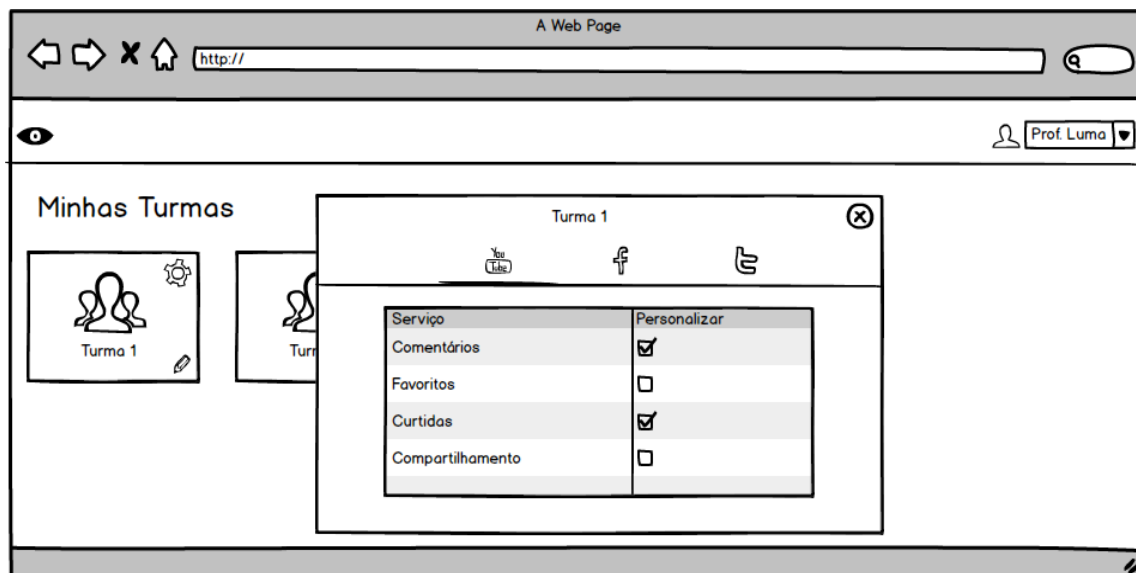 A Web Page
http://
Prof. Luma
Minhas Turmas
Turma 1
Turma 1
Turr
You
Tube
f
t
Serviço Personalizar
Comentários
Favoritos
Curtidas
Compartilhamento